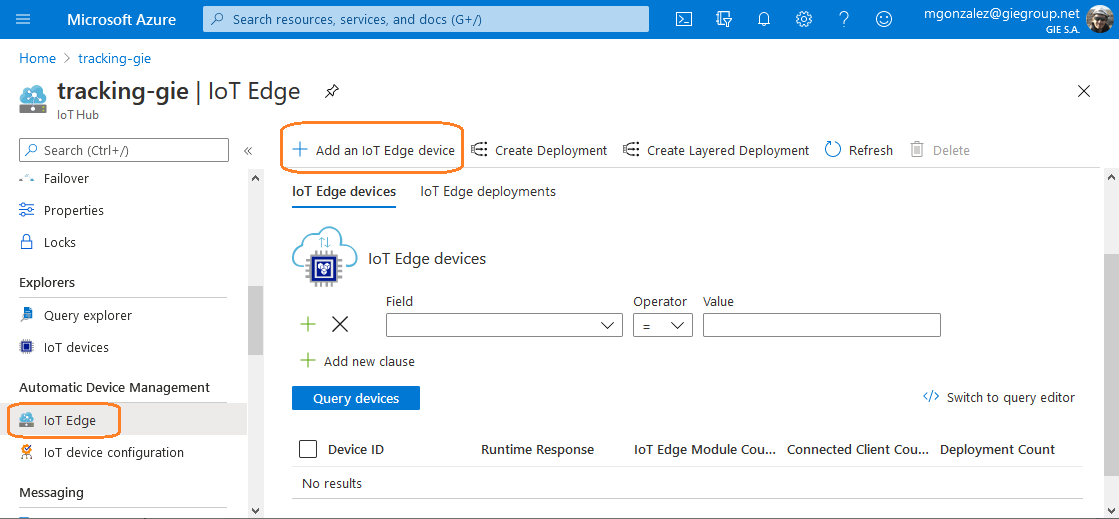 Microsoft Azure
Search resources, services, and docs (G+/)
mgonzalez@giegroup.net
GIE S.A.
Home > tracking-gie
tracking-gie | IoT Edge
IoT Hub
Search (Ctrl+/)
«
Failover
Properties
Locks
Explorers
Query explorer
IoT devices
Automatic Device Management
IoT Edge
IoT device configuration
Messaging
Add an IoT Edge device
Create Deployment
Create Layered Deployment
Refresh
Delete
IoT Edge devices
IoT Edge deployments
IoT Edge devices
Field
Operator
Value
=
Add new clause
Query devices
</> Switch to query editor
Device ID
Runtime Response
IoT Edge Module Cou...
Connected Client Cou...
Deployment Count
No results